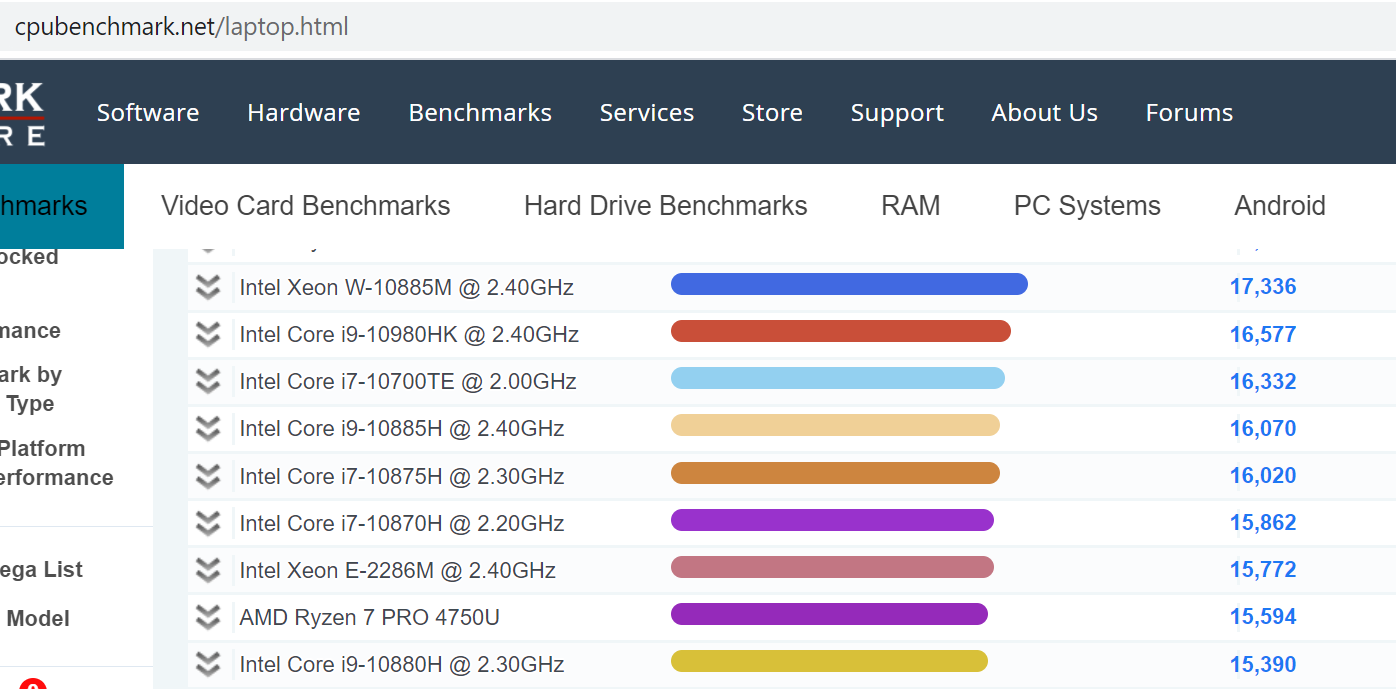 cpubenchmark.net/laptop.html
RK
RE
Software Hardware Benchmarks Services Store Support About Us Forums
hmarks Video Card Benchmarks Hard Drive Benchmarks RAM PC Systems Android
ocked
Intel Xeon W-10885M @ 2.40GHz 17,336
mance
Intel Core i9-10980HK @ 2.40GHz 16,577
ark by
Intel Core i7-10700TE @ 2.00GHz 16,332
Type
Intel Core i9-10885H @ 2.40GHz 16,070
Platform
erformance
Intel Core i7-10875H @ 2.30GHz 16,020
Intel Core i7-10870H @ 2.20GHz 15,862
ega List
Intel Xeon E-2286M @ 2.40GHz 15,772
Model
AMD Ryzen 7 PRO 4750U 15,594
Intel Core i9-10880H @ 2.30GHz 15,390